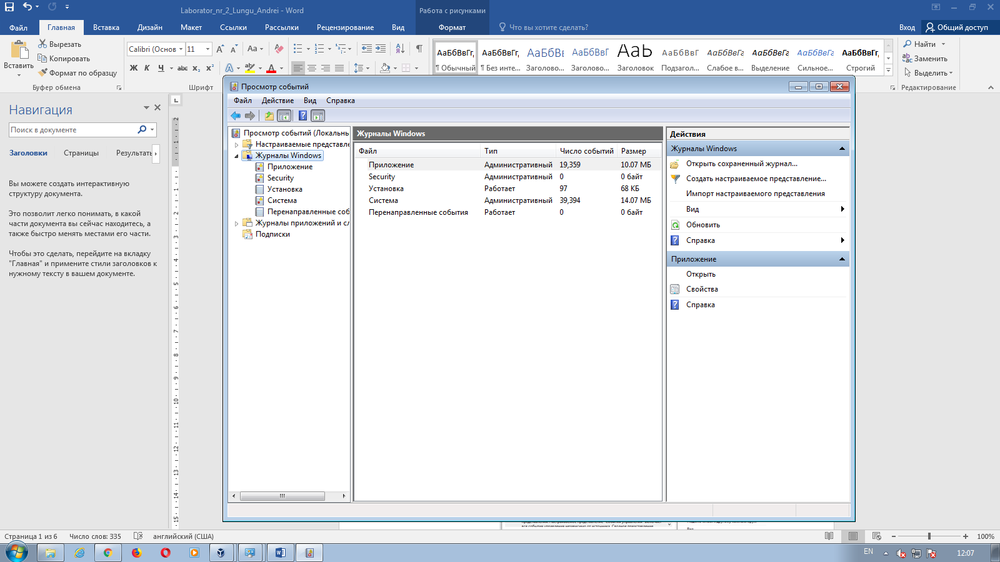 Laborator_nr_2_Lungu_Andrei - Word
Работа с рисунками
Файл Главная Вставка Дизайн Макет Ссылки Рассылки Рецензирование Вид Формат Что вы хотите сделать? Вход Общий доступ
Вставить
Вырезать
Копировать
Формат по образцу
Буфер обмена
Calibri (Основ 11
Шрифт
АаБбВвГг, АаБбВвГг, АаБбВ АаБбВвГ АаЬ АаБбВвГ АаБбВвГг АаБбВвГг АаБбВвГг АаБбВвГг,
¶ Обычный ¶ Без инте... Заголово... Заголово... Заголовок Подзагол... Слабое в... Выделение Сильное... Строгий
Найти
Заменить
Выделить
Редактирование
Навигация
Поиск в документе
Заголовки Страницы Результать
Вы можете создать интерактивную
структуру документа.
Это позволит легко понимать, в какой
части документа вы сейчас находитесь, а
также быстро менять местами его части.
Чтобы это сделать, перейдите на вкладку
"Главная" и примените стили заголовков к
нужному тексту в вашем документе.
Просмотр событий
Файл Действие Вид Справка
Просмотр событий (Локальнь
Настраиваемые представле
Журналы Windows
Приложение
Security
Установка
Система
Перенаправленные соб
Журналы приложений и сл
Подписки
Журналы Windows
Файл Тип Число событий Размер
Приложение Административный 19,359 10.07 МБ
Security Административный 0 0 байт
Установка Работает 97 68 КБ
Система Административный 39,394 14.07 МБ
Перенаправленные события Работает 0 0 байт
Действия
Журналы Windows
Открыть сохраненный журнал...
Создать настраиваемое представление...
Импорт настраиваемого представления
Вид
Обновить
Справка
Приложение
Открыть
Свойства
Справка
Страница 1 из 6 Число слов: 335 английский (США) 100%
EN 12:07